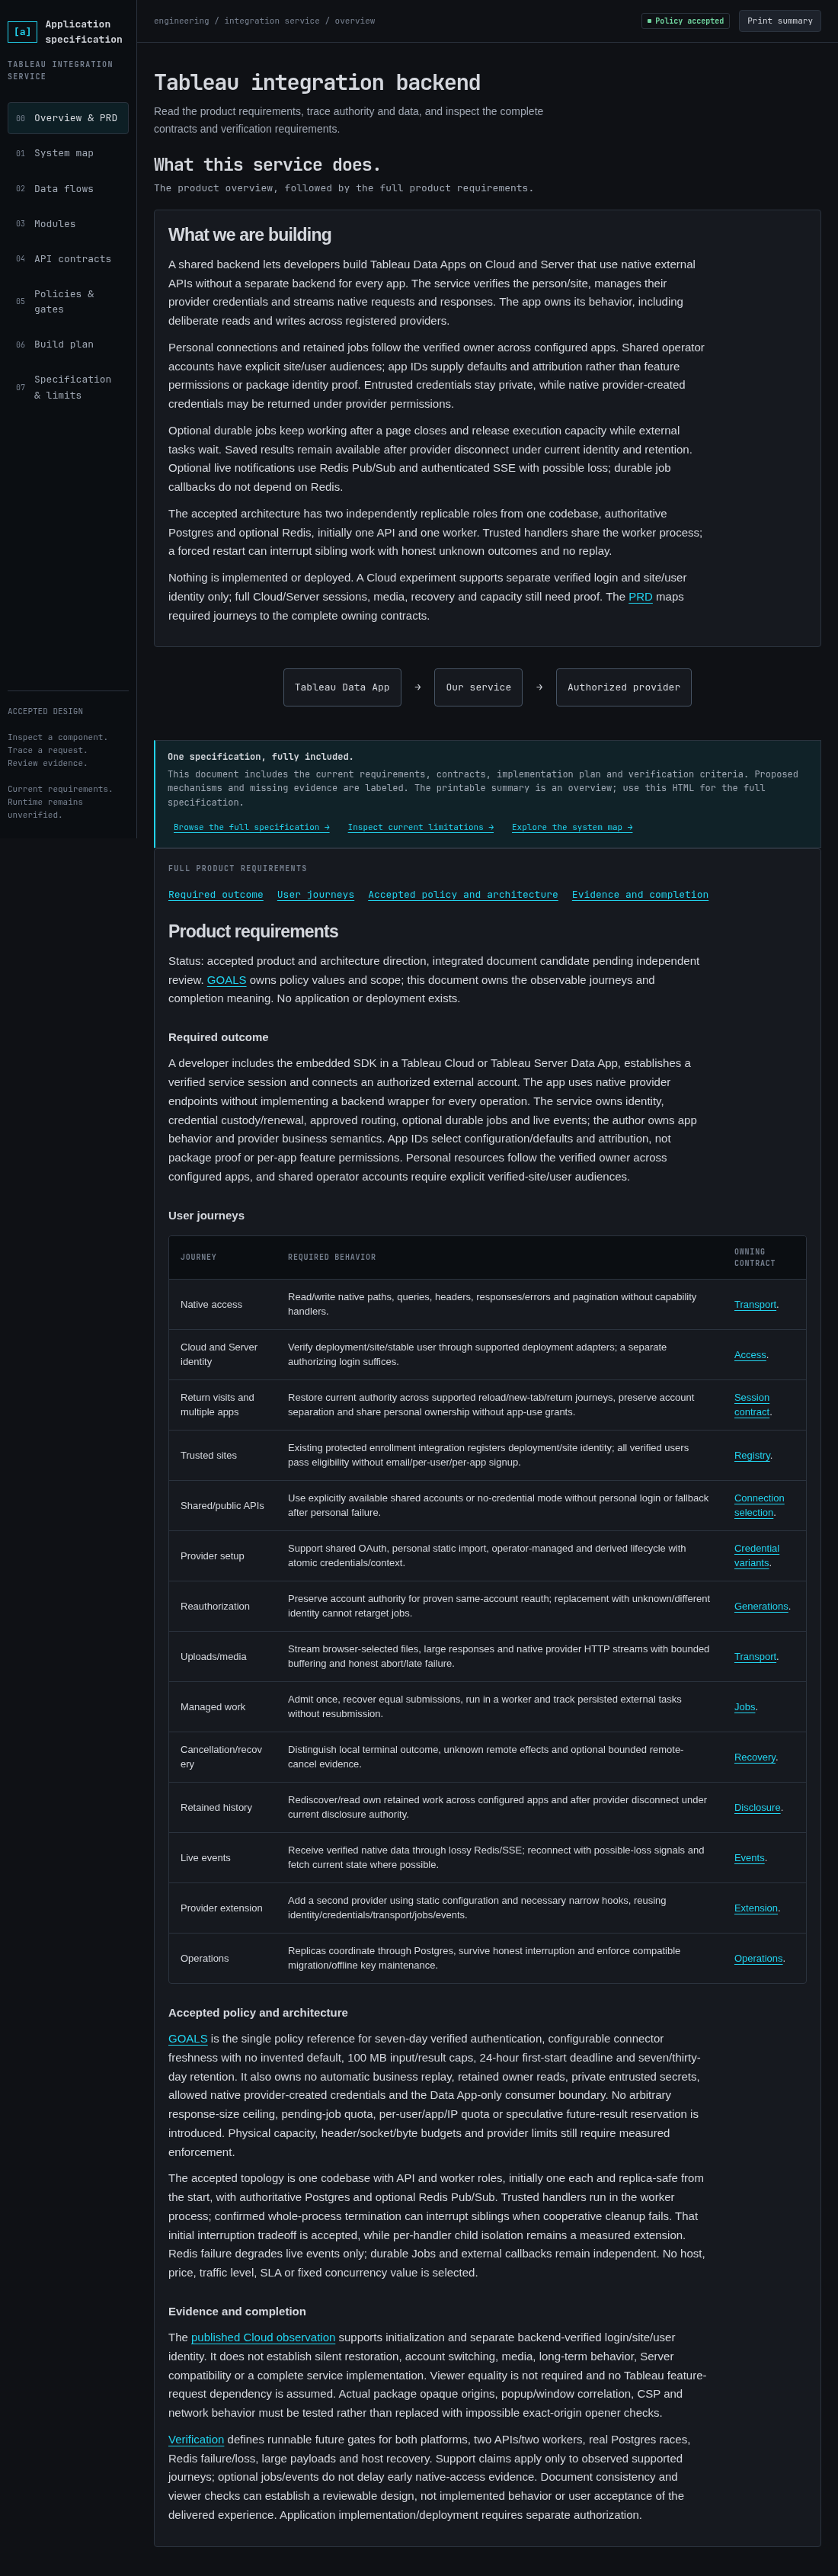 [a]
Application
specification
TABLEAU INTEGRATION
SERVICE
00 Overview & PRD
01 System map
02 Data flows
03 Modules
04 API contracts
05 Policies &
gates
06 Build plan
07 Specification
& limits
ACCEPTED DESIGN
Inspect a component.
Trace a request.
Review evidence.
Current requirements.
Runtime remains
unverified.
engineering / integration service / overview
Policy accepted
Print summary
Tableau integration backend
Read the product requirements, trace authority and data, and inspect the complete
contracts and verification requirements.
What this service does.
The product overview, followed by the full product requirements.
What we are building
A shared backend lets developers build Tableau Data Apps on Cloud and Server that use native external
APIs without a separate backend for every app. The service verifies the person/site, manages their
provider credentials and streams native requests and responses. The app owns its behavior, including
deliberate reads and writes across registered providers.
Personal connections and retained jobs follow the verified owner across configured apps. Shared operator
accounts have explicit site/user audiences; app IDs supply defaults and attribution rather than feature
permissions or package identity proof. Entrusted credentials stay private, while native provider-created
credentials may be returned under provider permissions.
Optional durable jobs keep working after a page closes and release execution capacity while external
tasks wait. Saved results remain available after provider disconnect under current identity and retention.
Optional live notifications use Redis Pub/Sub and authenticated SSE with possible loss; durable job
callbacks do not depend on Redis.
The accepted architecture has two independently replicable roles from one codebase, authoritative
Postgres and optional Redis, initially one API and one worker. Trusted handlers share the worker process;
a forced restart can interrupt sibling work with honest unknown outcomes and no replay.
Nothing is implemented or deployed. A Cloud experiment supports separate verified login and site/user
identity only; full Cloud/Server sessions, media, recovery and capacity still need proof. The PRD maps
required journeys to the complete owning contracts.
Tableau Data App → Our service → Authorized provider
One specification, fully included.
This document includes the current requirements, contracts, implementation plan and verification criteria. Proposed
mechanisms and missing evidence are labeled. The printable summary is an overview; use this HTML for the full
specification.
Browse the full specification → Inspect current limitations → Explore the system map →
FULL PRODUCT REQUIREMENTS
Required outcome User journeys Accepted policy and architecture Evidence and completion
Product requirements
Status: accepted product and architecture direction, integrated document candidate pending independent
review. GOALS owns policy values and scope; this document owns the observable journeys and
completion meaning. No application or deployment exists.
Required outcome
A developer includes the embedded SDK in a Tableau Cloud or Tableau Server Data App, establishes a
verified service session and connects an authorized external account. The app uses native provider
endpoints without implementing a backend wrapper for every operation. The service owns identity,
credential custody/renewal, approved routing, optional durable jobs and live events; the author owns app
behavior and provider business semantics. App IDs select configuration/defaults and attribution, not
package proof or per-app feature permissions. Personal resources follow the verified owner across
configured apps, and shared operator accounts require explicit verified-site/user audiences.
User journeys
JOURNEY REQUIRED BEHAVIOR OWNING
CONTRACT
Native access Read/write native paths, queries, headers, responses/errors and pagination without capability
handlers. Transport.
Cloud and Server
identity Verify deployment/site/stable user through supported deployment adapters; a separate
authorizing login suffices. Access.
Return visits and
multiple apps Restore current authority across supported reload/new-tab/return journeys, preserve account
separation and share personal ownership without app-use grants. Session
contract.
Trusted sites Existing protected enrollment integration registers deployment/site identity; all verified users
pass eligibility without email/per-user/per-app signup. Registry.
Shared/public APIs Use explicitly available shared accounts or no-credential mode without personal login or fallback
after personal failure. Connection
selection.
Provider setup Support shared OAuth, personal static import, operator-managed and derived lifecycle with
atomic credentials/context. Credential
variants.
Reauthorization Preserve account authority for proven same-account reauth; replacement with unknown/different
identity cannot retarget jobs. Generations.
Uploads/media Stream browser-selected files, large responses and native provider HTTP streams with bounded
buffering and honest abort/late failure. Transport.
Managed work Admit once, recover equal submissions, run in a worker and track persisted external tasks
without resubmission. Jobs.
Cancellation/recov
ery Distinguish local terminal outcome, unknown remote effects and optional bounded remote-
cancel evidence. Recovery.
Retained history Rediscover/read own retained work across configured apps and after provider disconnect under
current disclosure authority. Disclosure.
Live events Receive verified native data through lossy Redis/SSE; reconnect with possible-loss signals and
fetch current state where possible. Events.
Provider extension Add a second provider using static configuration and necessary narrow hooks, reusing
identity/credentials/transport/jobs/events. Extension.
Operations Replicas coordinate through Postgres, survive honest interruption and enforce compatible
migration/offline key maintenance. Operations.
Accepted policy and architecture
GOALS is the single policy reference for seven-day verified authentication, configurable connector
freshness with no invented default, 100 MB input/result caps, 24-hour first-start deadline and seven/thirty-
day retention. It also owns no automatic business replay, retained owner reads, private entrusted secrets,
allowed native provider-created credentials and the Data App-only consumer boundary. No arbitrary
response-size ceiling, pending-job quota, per-user/app/IP quota or speculative future-result reservation is
introduced. Physical capacity, header/socket/byte budgets and provider limits still require measured
enforcement.
The accepted topology is one codebase with API and worker roles, initially one each and replica-safe from
the start, with authoritative Postgres and optional Redis Pub/Sub. Trusted handlers run in the worker
process; confirmed whole-process termination can interrupt siblings when cooperative cleanup fails. That
initial interruption tradeoff is accepted, while per-handler child isolation remains a measured extension.
Redis failure degrades live events only; durable Jobs and external callbacks remain independent. No host,
price, traffic level, SLA or fixed concurrency value is selected.
Evidence and completion
The published Cloud observation supports initialization and separate backend-verified login/site/user
identity. It does not establish silent restoration, account switching, media, long-term behavior, Server
compatibility or a complete service implementation. Viewer equality is not required and no Tableau feature-
request dependency is assumed. Actual package opaque origins, popup/window correlation, CSP and
network behavior must be tested rather than replaced with impossible exact-origin opener checks.
Verification defines runnable future gates for both platforms, two APIs/two workers, real Postgres races,
Redis failure/loss, large payloads and host recovery. Support claims apply only to observed supported
journeys; optional jobs/events do not delay early native-access evidence. Document consistency and
viewer checks can establish a reviewable design, not implemented behavior or user acceptance of the
delivered experience. Application implementation/deployment requires separate authorization.